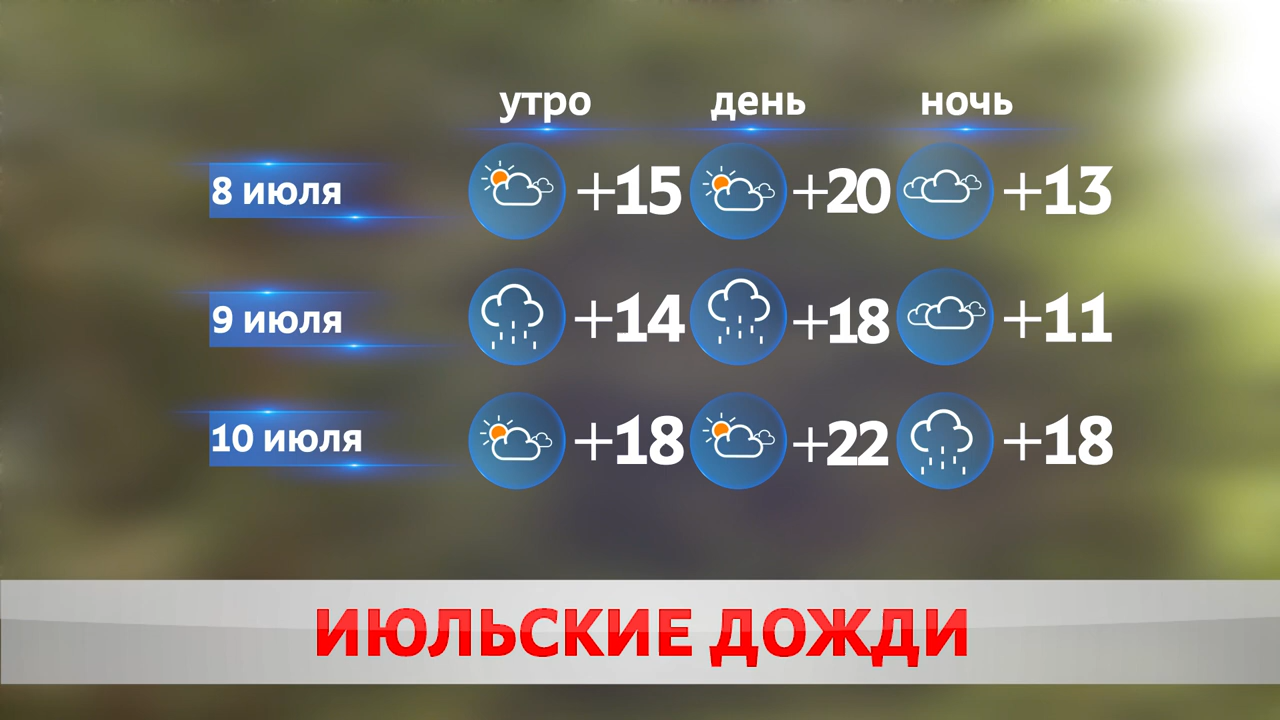 утро день ночь
8 июля +15 +20 +13
9 июля +14 +18 +11
10 июля +18 +22 +18
ИЮЛЬСКИЕ ДОЖДИ